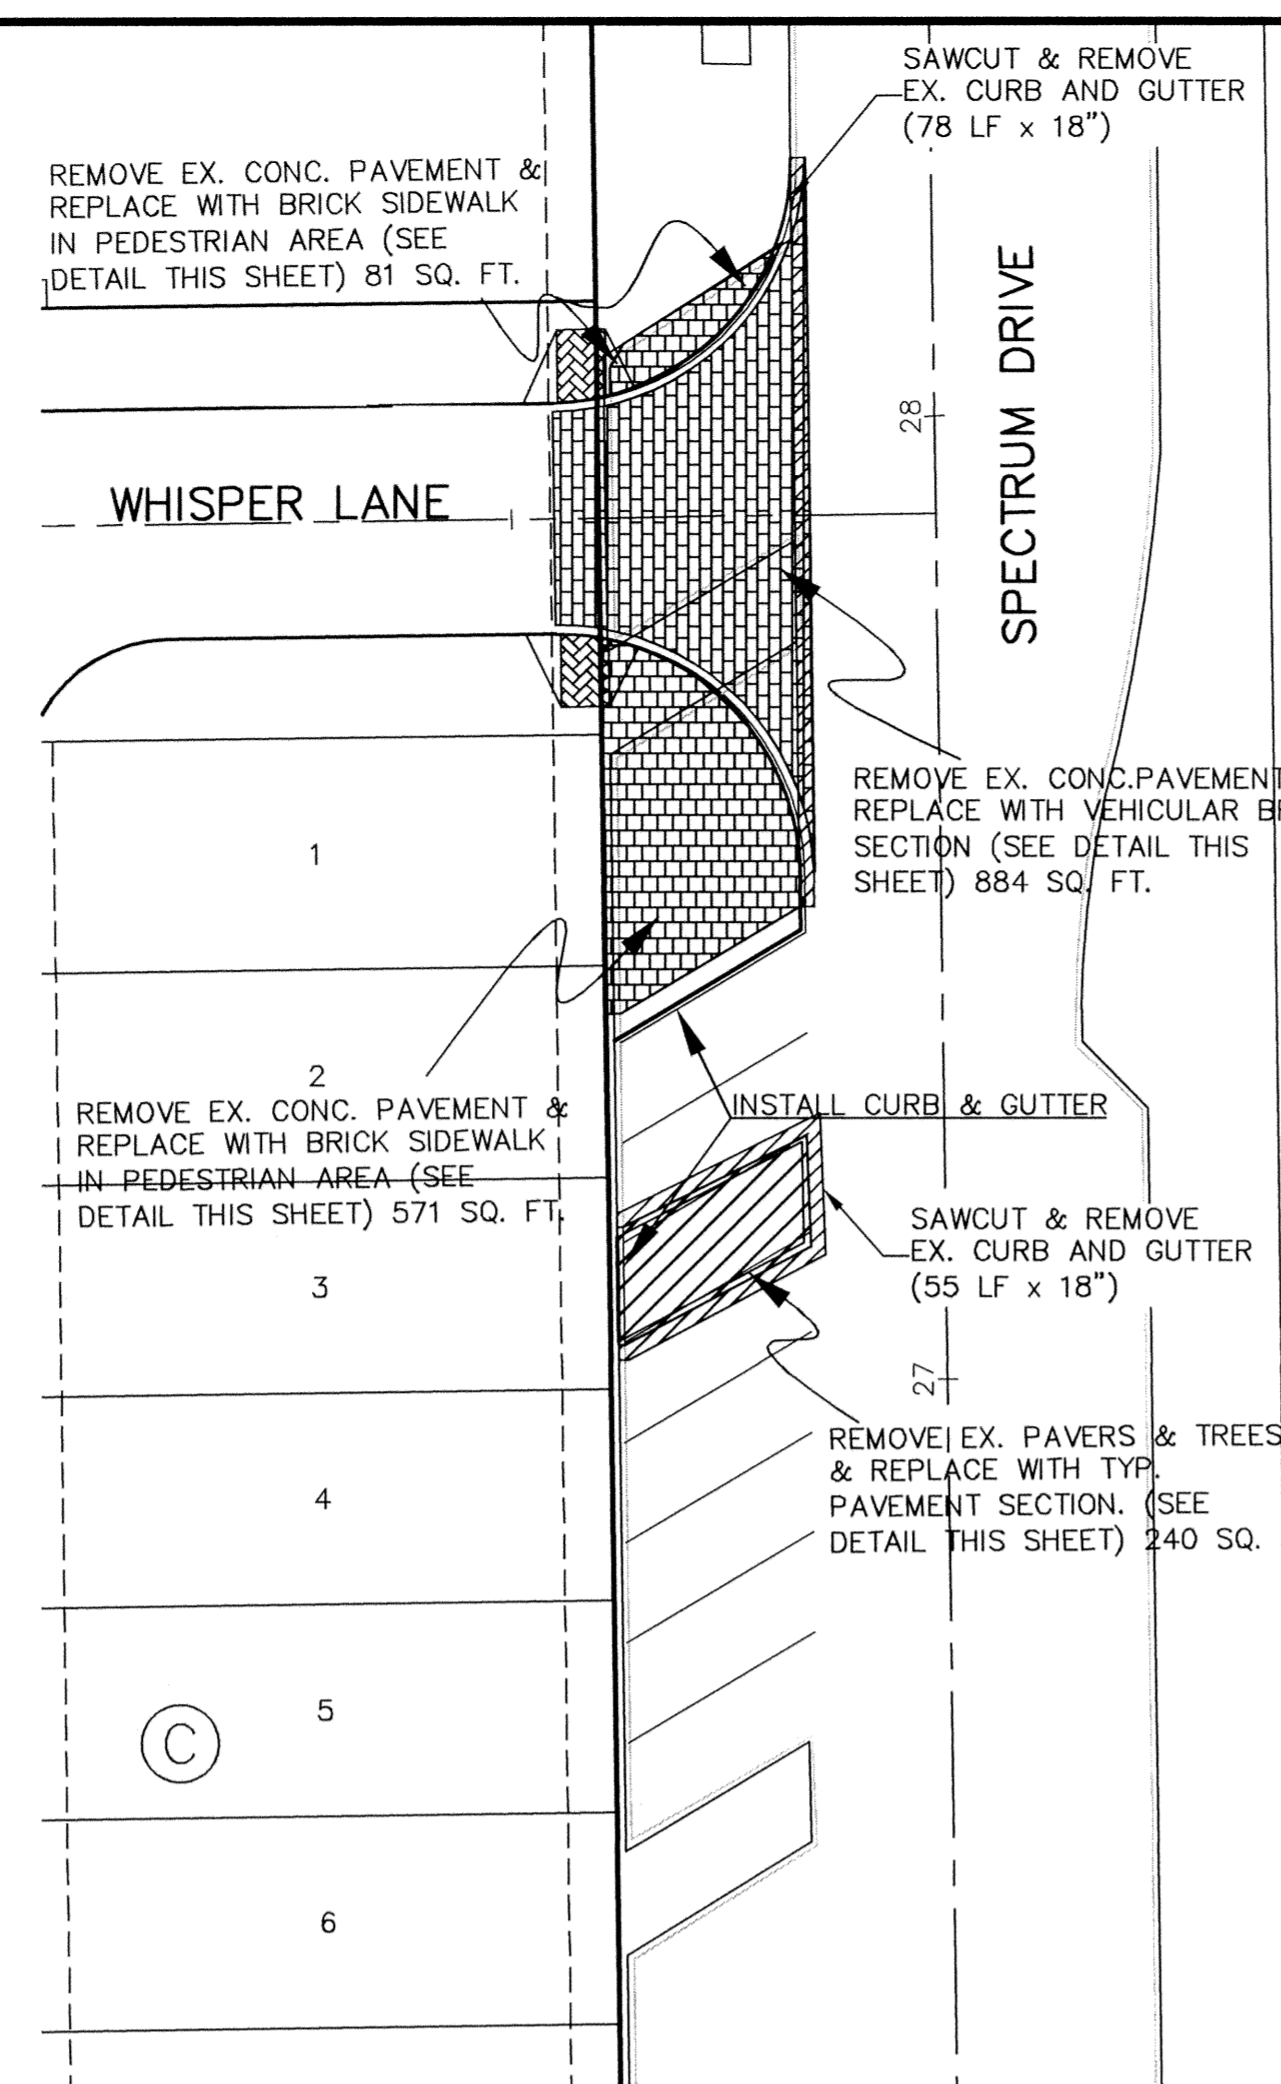 SAWCUT & REMOVE
EX. CURB AND GUTTER
(78 LF x 18")
REMOVE EX. CONC. PAVEMENT &
REPLACE WITH BRICK SIDEWALK
IN PEDESTRIAN AREA (SEE
DETAIL THIS SHEET) 81 SQ. FT.
SPECTRUM DRIVE
28
WHISPER LANE
REMOVE EX. CONC.PAVEMENT
REPLACE WITH VEHICULAR
SECTION (SEE DETAIL THIS
SHEET) 884 SQ. FT.
1
2
REMOVE EX. CONC. PAVEMENT &
REPLACE WITH BRICK SIDEWALK
IN PEDESTRIAN AREA (SEE
DETAIL THIS SHEET) 571 SQ. FT.
INSTALL CURB & GUTTER
SAWCUT & REMOVE
EX. CURB AND GUTTER
(55 LF x 18")
3
27
REMOVE EX. PAVERS & TREES
& REPLACE WITH TYP.
PAVEMENT SECTION. (SEE
DETAIL THIS SHEET) 240 SQ.
4
5
C
6